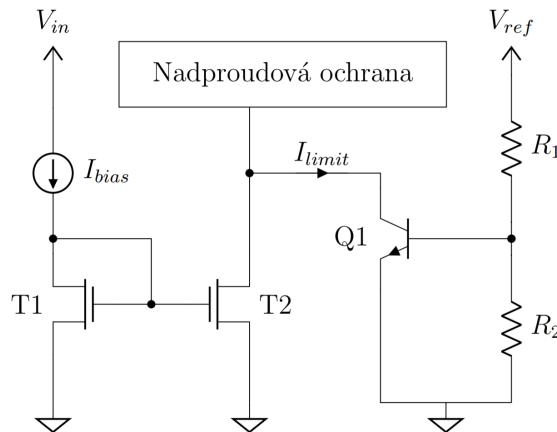 V_in
V_ref
Nadproudová ochrana
R_1
I_limit
I_bias
Q1
T1
T2
R_2